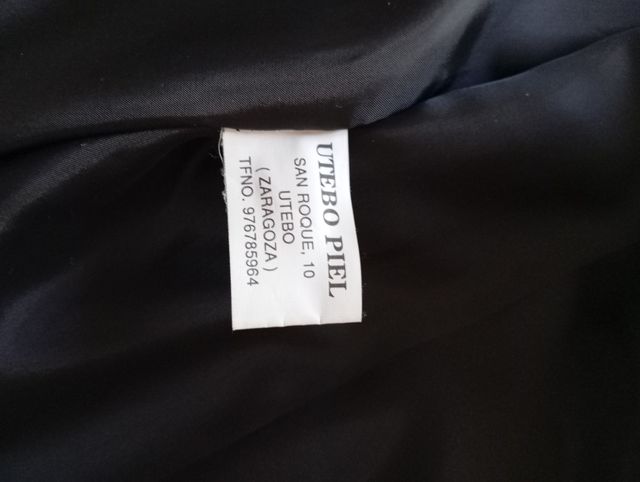 UTEBO PIEL
SAN ROQUE, 10
UTEBO
( ZARAGOZA )
TFNO. 976785964